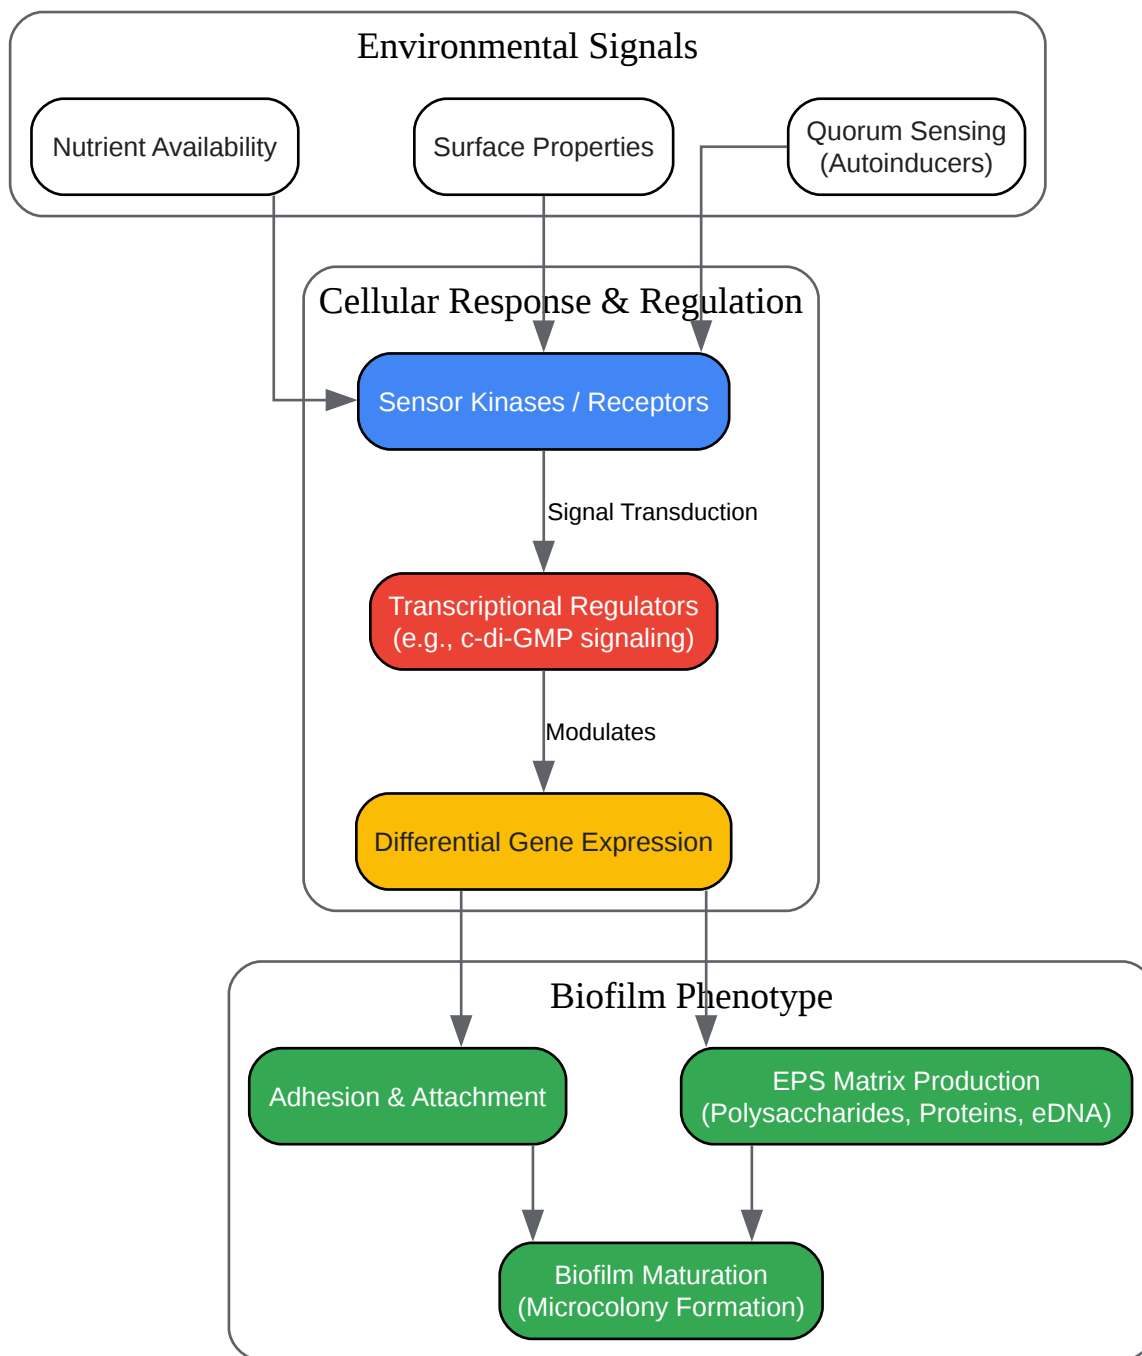 Environmental Signals
Nutrient Availability
Surface Properties
Quorum Sensing
(Autoinducers)
Cellular Response & Regulation
Sensor Kinases / Receptors
Signal Transduction
Transcriptional Regulators
(e.g., c-di-GMP signaling)
Modulates
Differential Gene Expression
Biofilm Phenotype
Adhesion & Attachment
EPS Matrix Production
(Polysaccharides, Proteins, eDNA)
Biofilm Maturation
(Microcolony Formation)